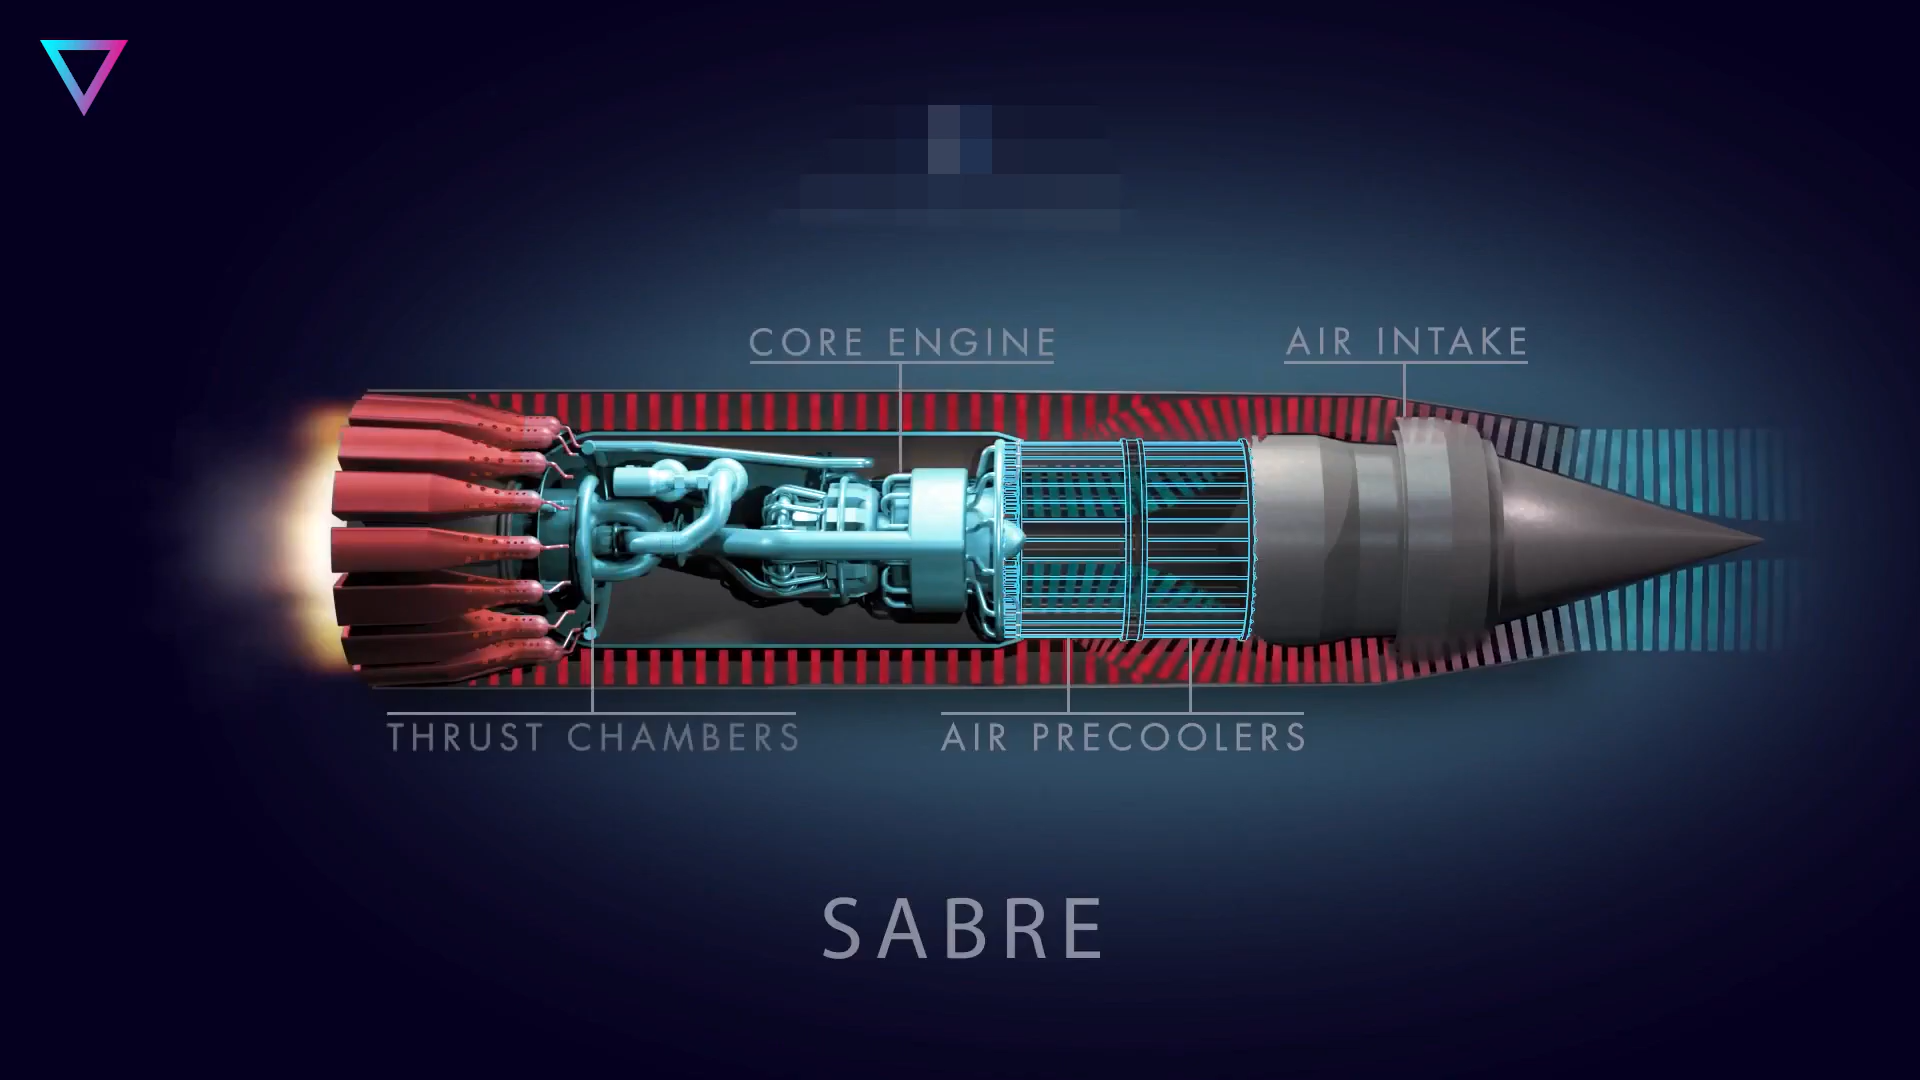 CORE ENGINE
AIR INTAKE
THRUST CHAMBERS
AIR PRECOOLERS
SABRE